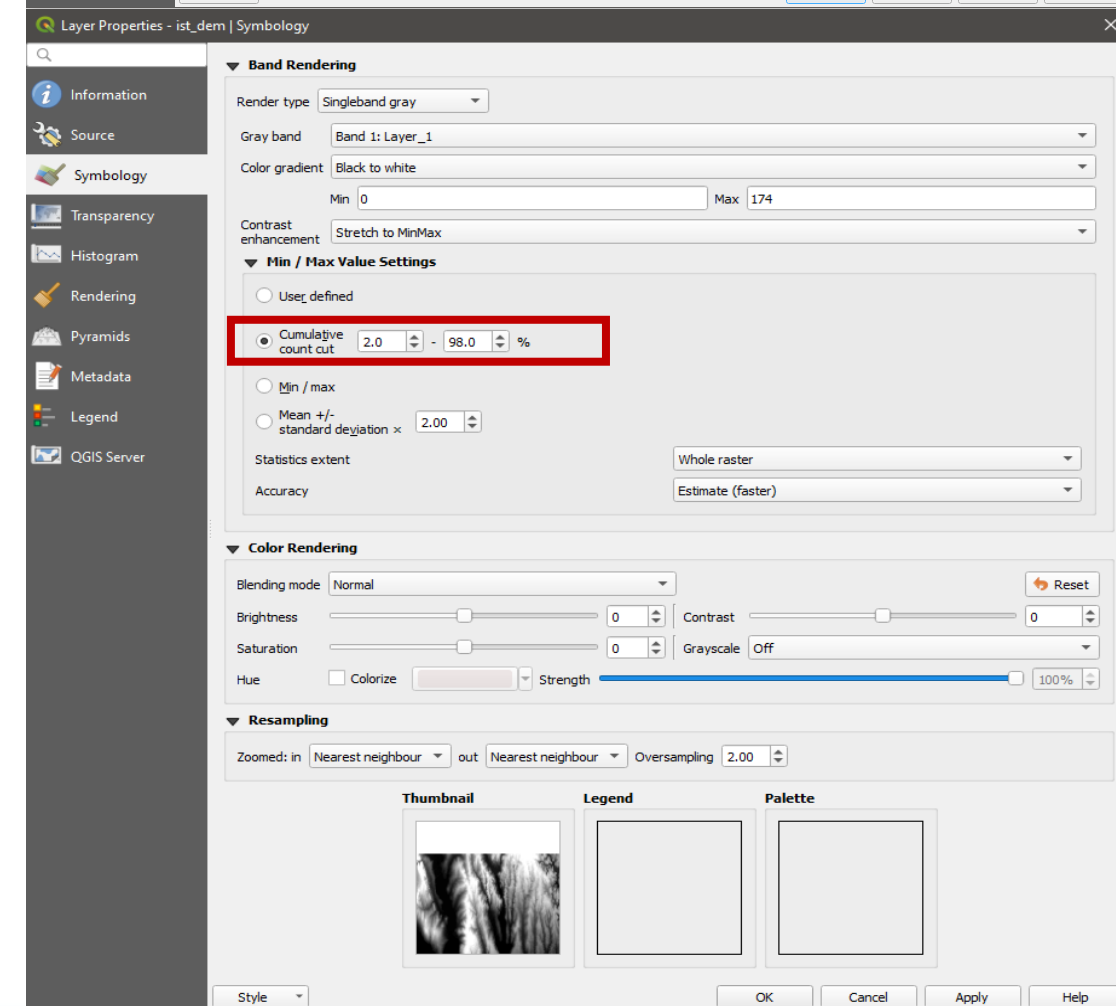 Layer Properties - ist_dem | Symbology
Information
Source
Symbology
Transparency
Histogram
Rendering
Pyramids
Metadata
Legend
QGIS Server
Band Rendering
Render type Singleband gray
Gray band Band 1: Layer_1
Color gradient Black to white
Min 0 Max 174
Contrast
enhancement Stretch to MinMax
Min / Max Value Settings
User defined
Cumulative
count cut 2.0 - 98.0 %
Min / max
Mean +/-
standard deviation × 2.00
Statistics extent Whole raster
Accuracy Estimate (faster)
Color Rendering
Blending mode Normal Reset
Brightness 0 Contrast 0
Saturation 0 Grayscale Off
Hue Colorize Strength 100%
Resampling
Zoomed: in Nearest neighbour out Nearest neighbour Oversampling 2.00
Thumbnail Legend Palette
Style OK Cancel Apply Help